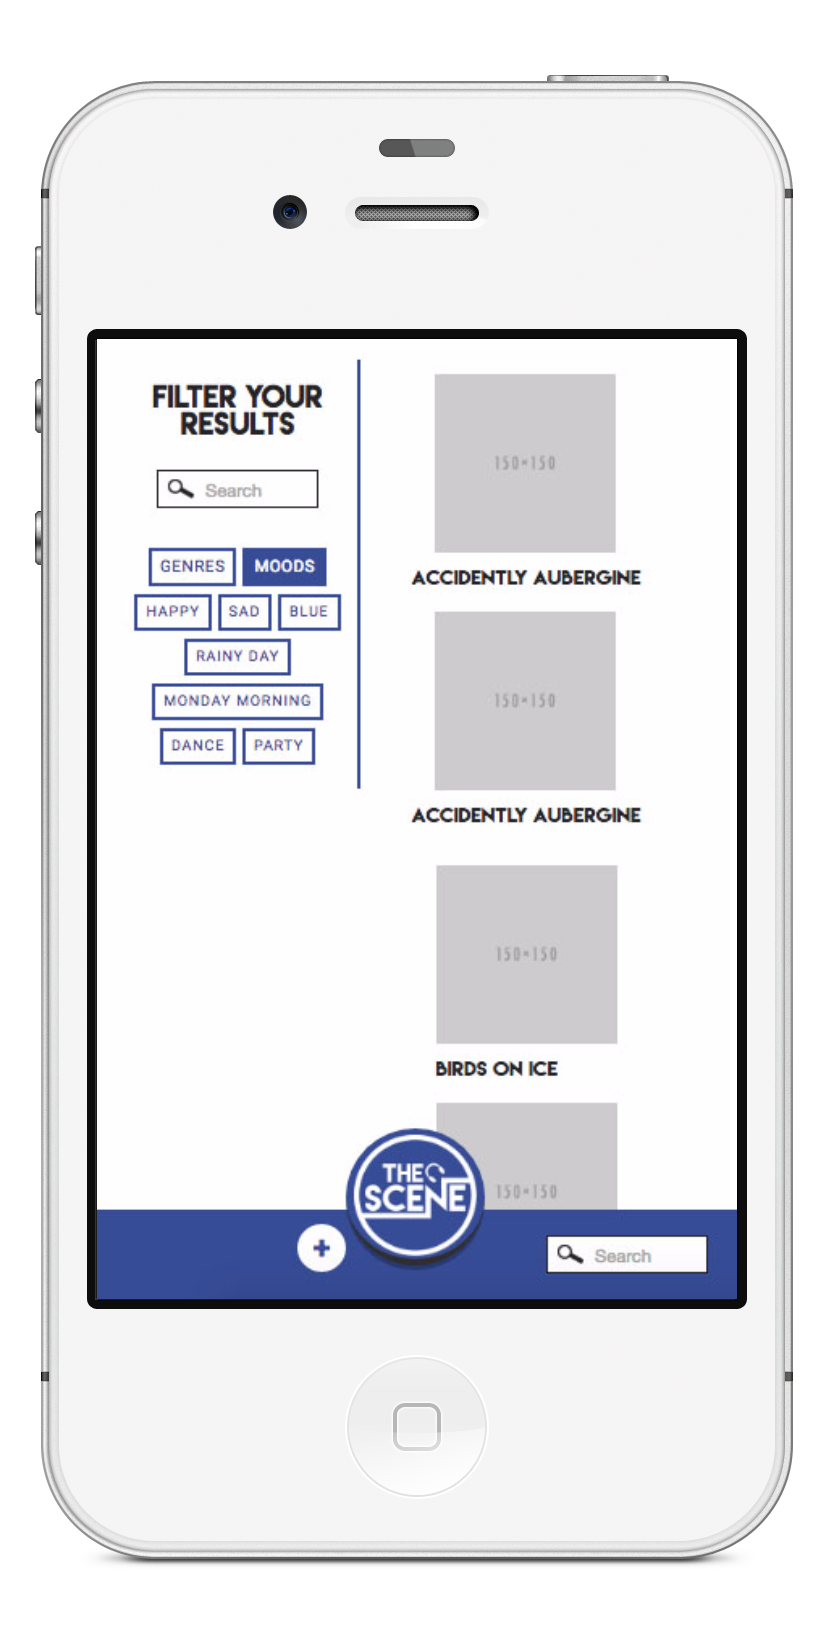 FILTER YOUR
RESULTS
Search
GENRES MOODS
HAPPY SAD BLUE
RAINY DAY
MONDAY MORNING
DANCE PARTY
150×150
ACCIDENTLY AUBERGINE
150×150
ACCIDENTLY AUBERGINE
150×150
BIRDS ON ICE
150×150
THE
SCENE
+
Search